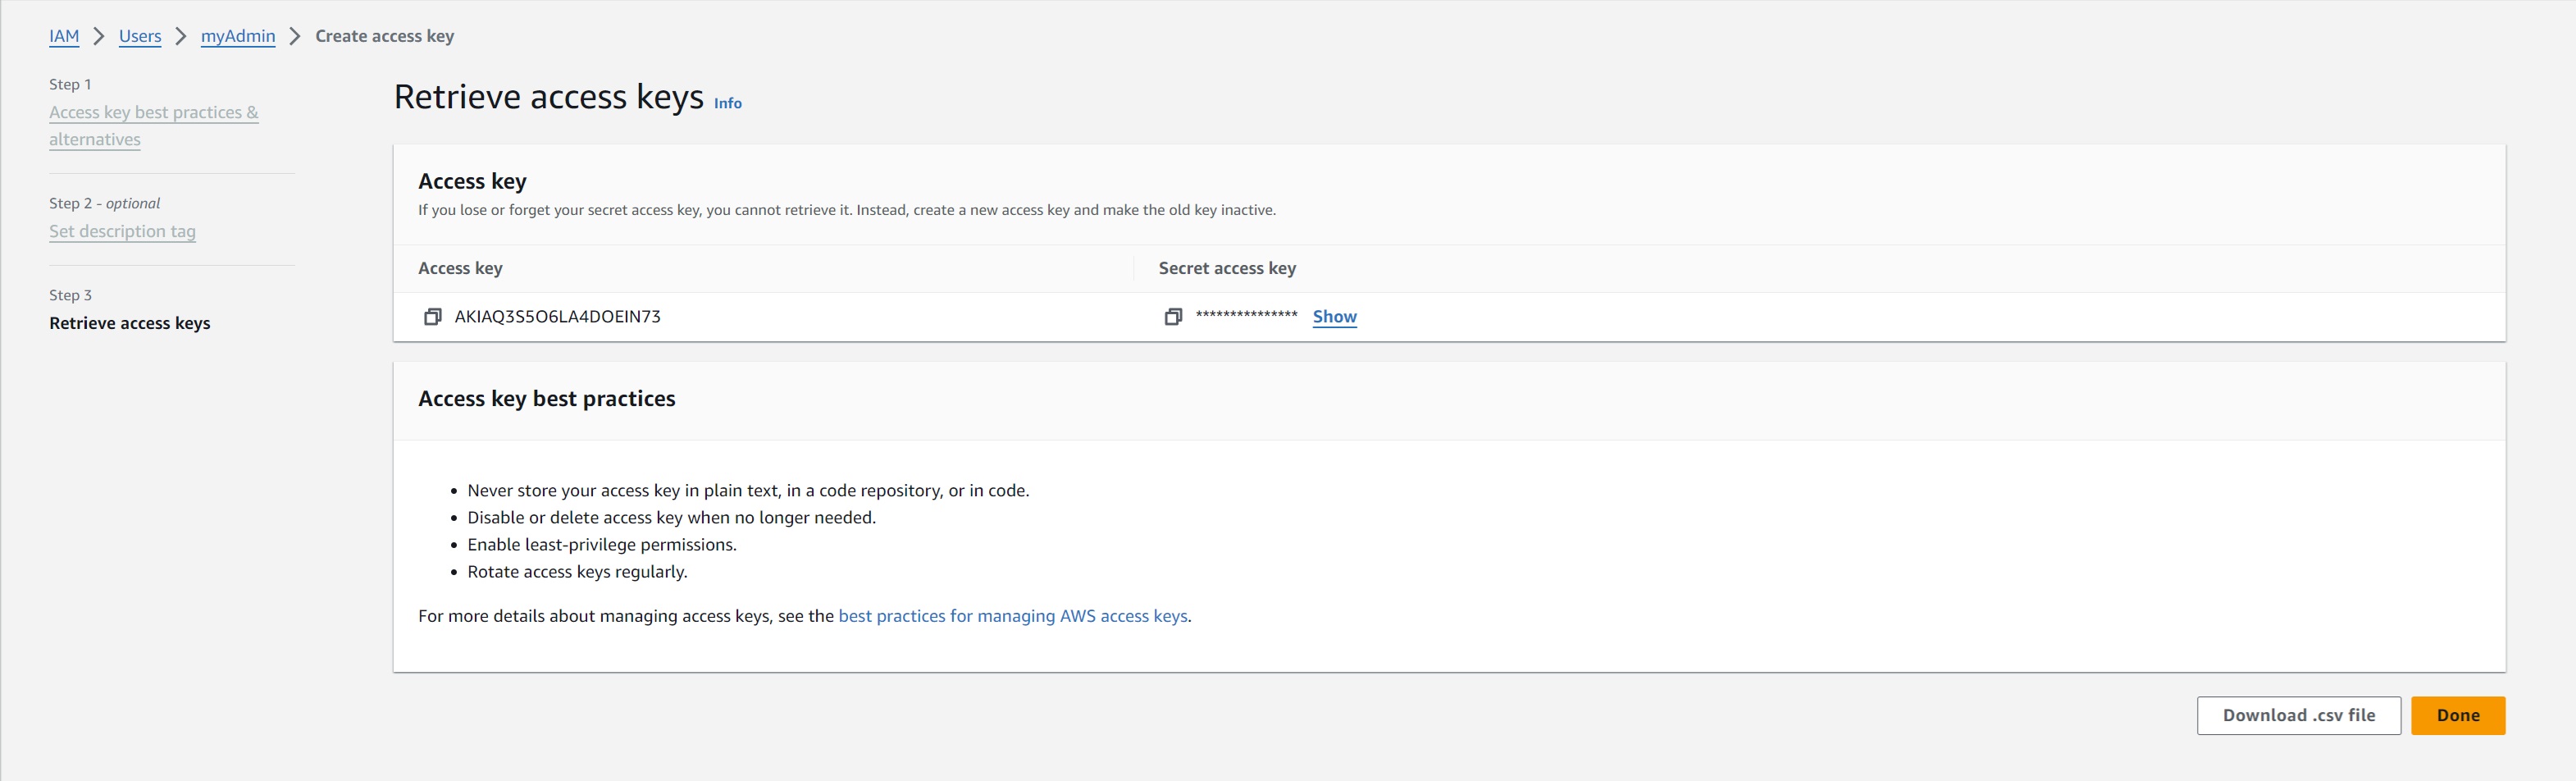 IAM > Users > myAdmin > Create access key
Step 1
Access key best practices &
alternatives
Step 2 - optional
Set description tag
Step 3
Retrieve access keys
Retrieve access keys Info
Access key
If you lose or forget your secret access key, you cannot retrieve it. Instead, create a new access key and make the old key inactive.
Access key Secret access key
AKIAQ3S5O6LA4DOEIN73 *************** Show
Access key best practices
• Never store your access key in plain text, in a code repository, or in code.
• Disable or delete access key when no longer needed.
• Enable least-privilege permissions.
• Rotate access keys regularly.
For more details about managing access keys, see the best practices for managing AWS access keys.
Download .csv file Done